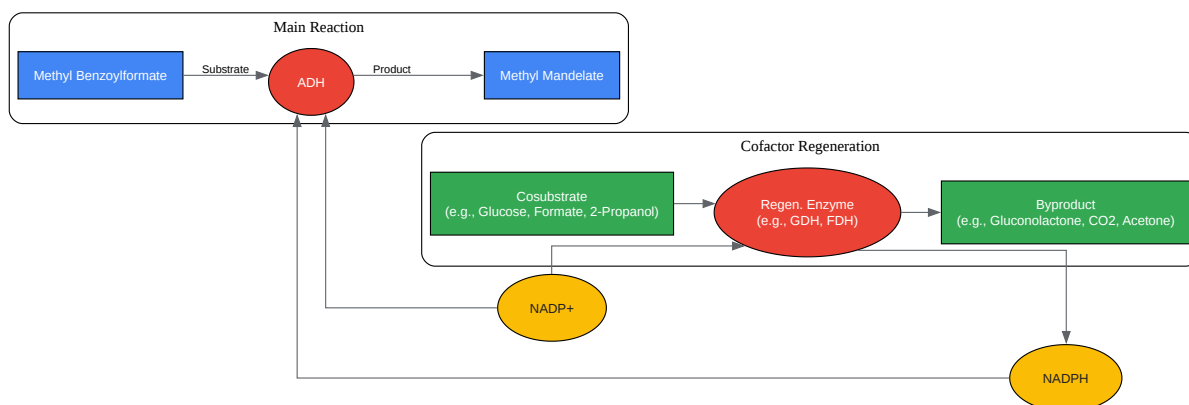 Main Reaction
Methyl Benzoylformate
Substrate
ADH
Product
Methyl Mandelate
Cofactor Regeneration
Cosubstrate
(e.g., Glucose, Formate, 2-Propanol)
Regen. Enzyme
(e.g., GDH, FDH)
Byproduct
(e.g., Gluconolactone, CO2, Acetone)
NADP+
NADPH